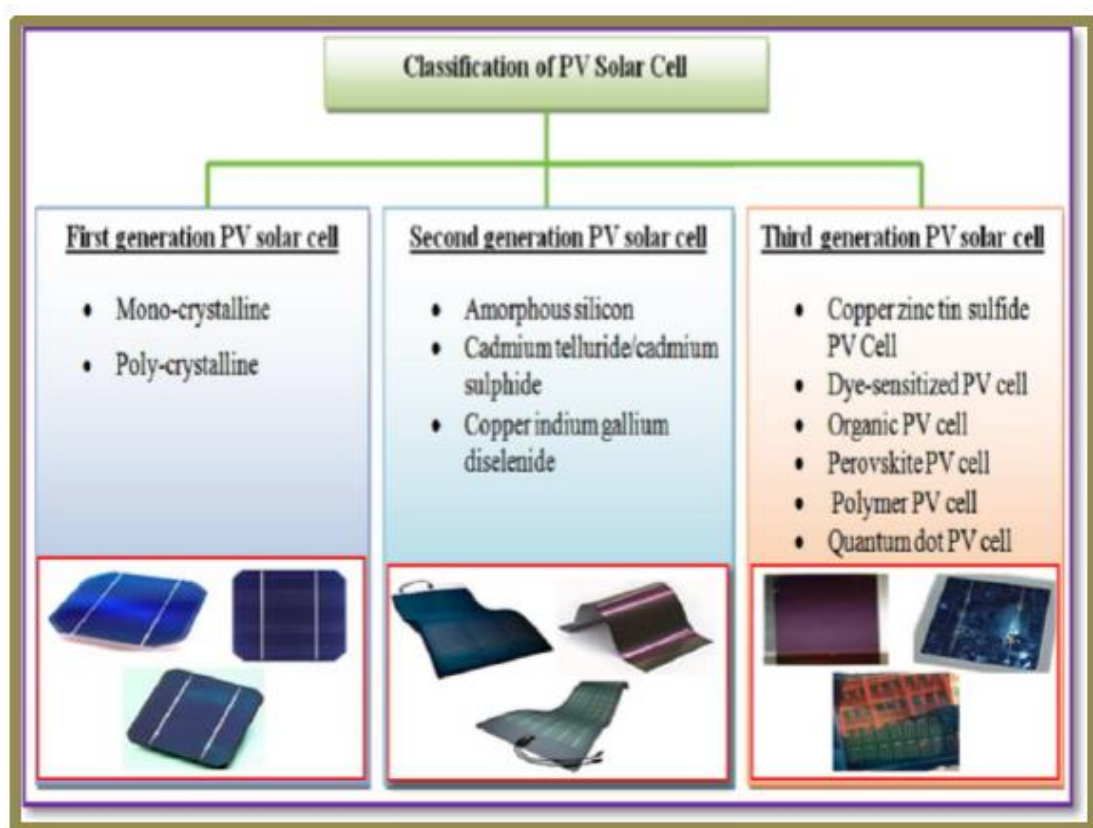 Classification of PV Solar Cell
First generation PV solar cell
• Mono-crystalline
• Poly-crystalline
Second generation PV solar cell
• Amorphous silicon
• Cadmium telluride/cadmium
sulphide
• Copper indium gallium
diselenide
Third generation PV solar cell
• Copper zinc tin sulfide
PV Cell
• Dye-sensitized PV cell
• Organic PV cell
• Perovskite PV cell
• Polymer PV cell
• Quantum dot PV cell